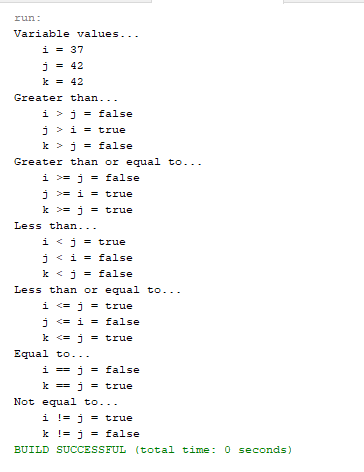 run:
Variable values...
    i = 37
    j = 42
    k = 42
Greater than...
    i > j = false
    j > i = true
    k > j = false
Greater than or equal to...
    i >= j = false
    j >= i = true
    k >= j = true
Less than...
    i < j = true
    j < i = false
    k < j = false
Less than or equal to...
    i <= j = true
    j <= i = false
    k <= j = true
Equal to...
    i == j = false
    k == j = true
Not equal to...
    i != j = true
    k != j = false
BUILD SUCCESSFUL (total time: 0 seconds)